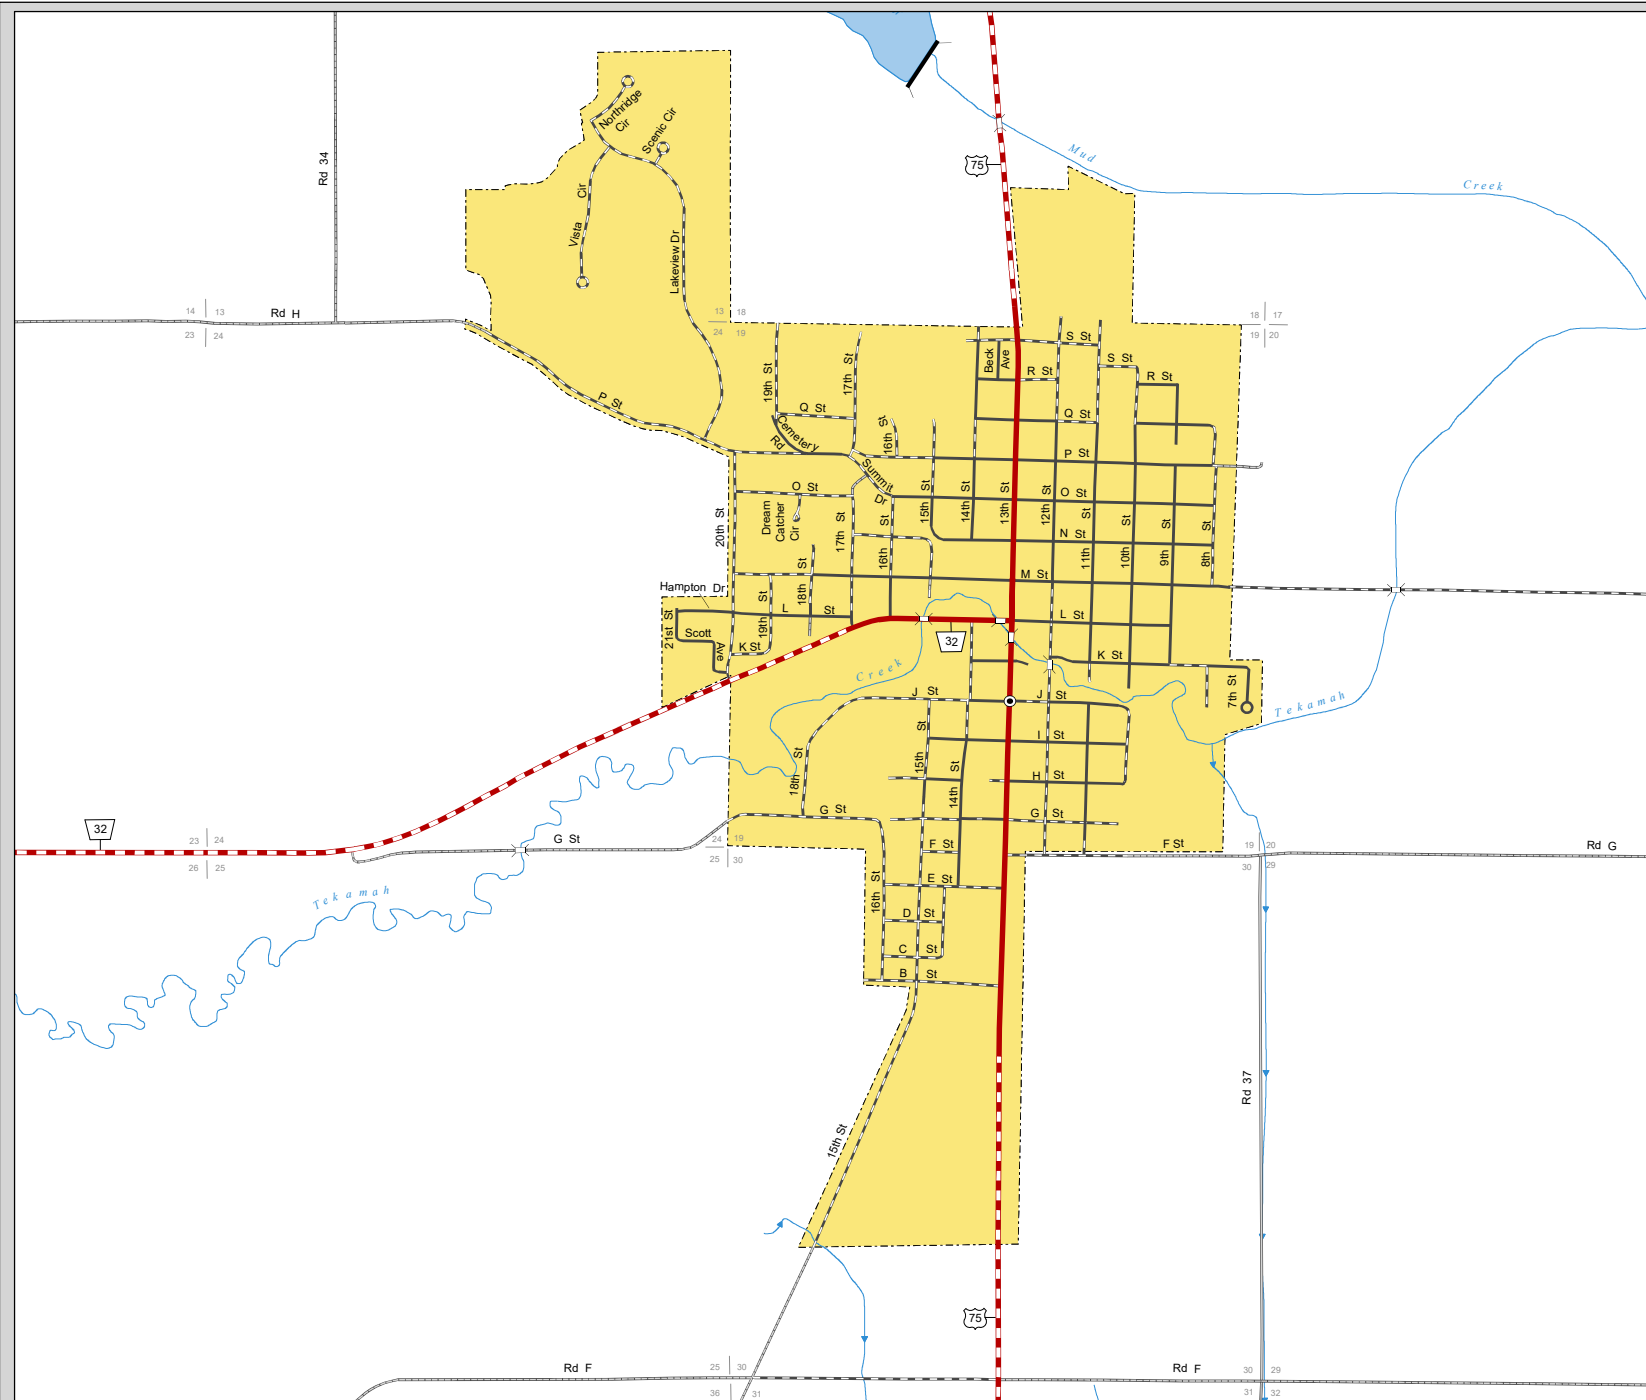 Northridge
Cir
Scenic Cir
Rd 34
75
Mud
Creek
Vista Cir
Lakeview Dr
14 13
23 24
Rd H
13 18
24 19
18 17
19 20
S St
Beck
Ave
S St
R St
R St
19th St
17th St
P St
Q St
Q St
Cemetery
Rd
16th St
P St
Summit
Dr
O St
O St
Dream
Catcher
Cir
20th St
17th St
16th St
15th St
14th St
13th St
12th St
11th St
10th St
9th St
8th St
N St
M St
Hampton Dr
18th St
19th St
L St
L St
21st St
Scott
Ave
K St
32
K St
Creek
7th St
J St
J St
Tekamah
15th St
I St
18th St
14th St
H St
G St
G St
32
23 24
26 25
G St
24 19
25 30
F St
F St
19 20
30 29
Rd G
Tekamah
16th St
E St
D St
C St
B St
Rd 37
15th St
75
Rd F
25 30
36 31
Rd F
30 29
31 32